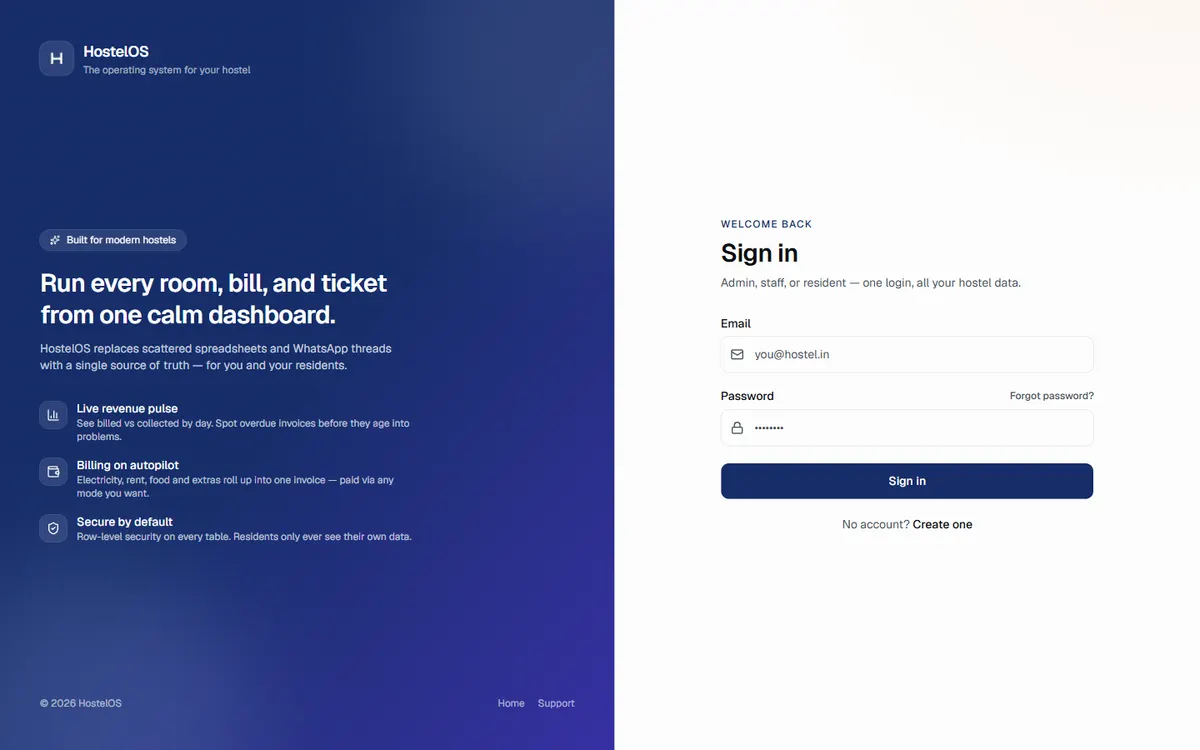 H
HostelOS
The operating system for your hostel
Built for modern hostels
Run every room, bill, and ticket
from one calm dashboard.
HostelOS replaces scattered spreadsheets and WhatsApp threads
with a single source of truth — for you and your residents.
Live revenue pulse
See billed vs collected by day. Spot overdue invoices before they age into
problems.
Billing on autopilot
Electricity, rent, food and extras roll up into one invoice — paid via any
mode you want.
Secure by default
Row-level security on every table. Residents only ever see their own data.
© 2026 HostelOS
Home Support
WELCOME BACK
Sign in
Admin, staff, or resident — one login, all your hostel data.
Email
you@hostel.in
Password Forgot password?
••••••••
Sign in
No account? Create one